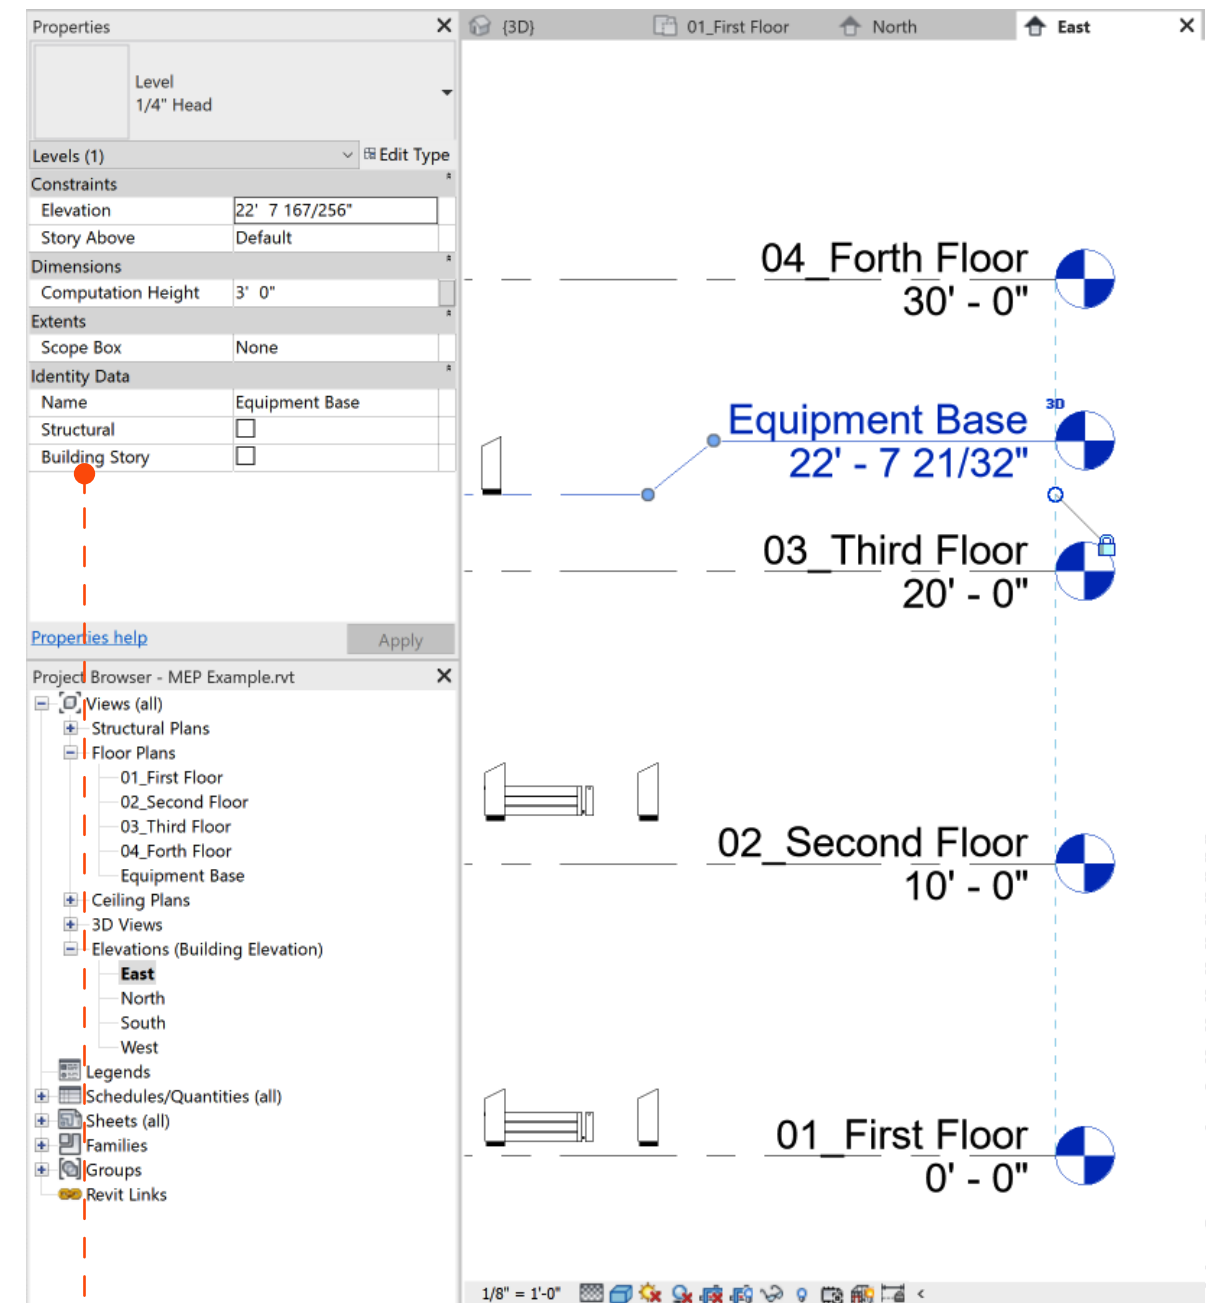 Properties
{3D}
01_First Floor
North
East
Level
1/4" Head
Levels (1)
Edit Type
Constraints
Elevation 22' 7 167/256"
Story Above Default
Dimensions
Computation Height 3' 0"
Extents
Scope Box None
Identity Data
Name Equipment Base
Structural
Building Story
Properties help
Apply
Project Browser - MEP Example.rvt
Views (all)
Structural Plans
Floor Plans
01_First Floor
02_Second Floor
03_Third Floor
04_Forth Floor
Equipment Base
Ceiling Plans
3D Views
Elevations (Building Elevation)
East
North
South
West
Legends
Schedules/Quantities (all)
Sheets (all)
Families
Groups
Revit Links
04_Forth Floor
30' - 0"
3D
Equipment Base
22' - 7 21/32"
03_Third Floor
20' - 0"
02_Second Floor
10' - 0"
01_First Floor
0' - 0"
1/8" = 1'-0"